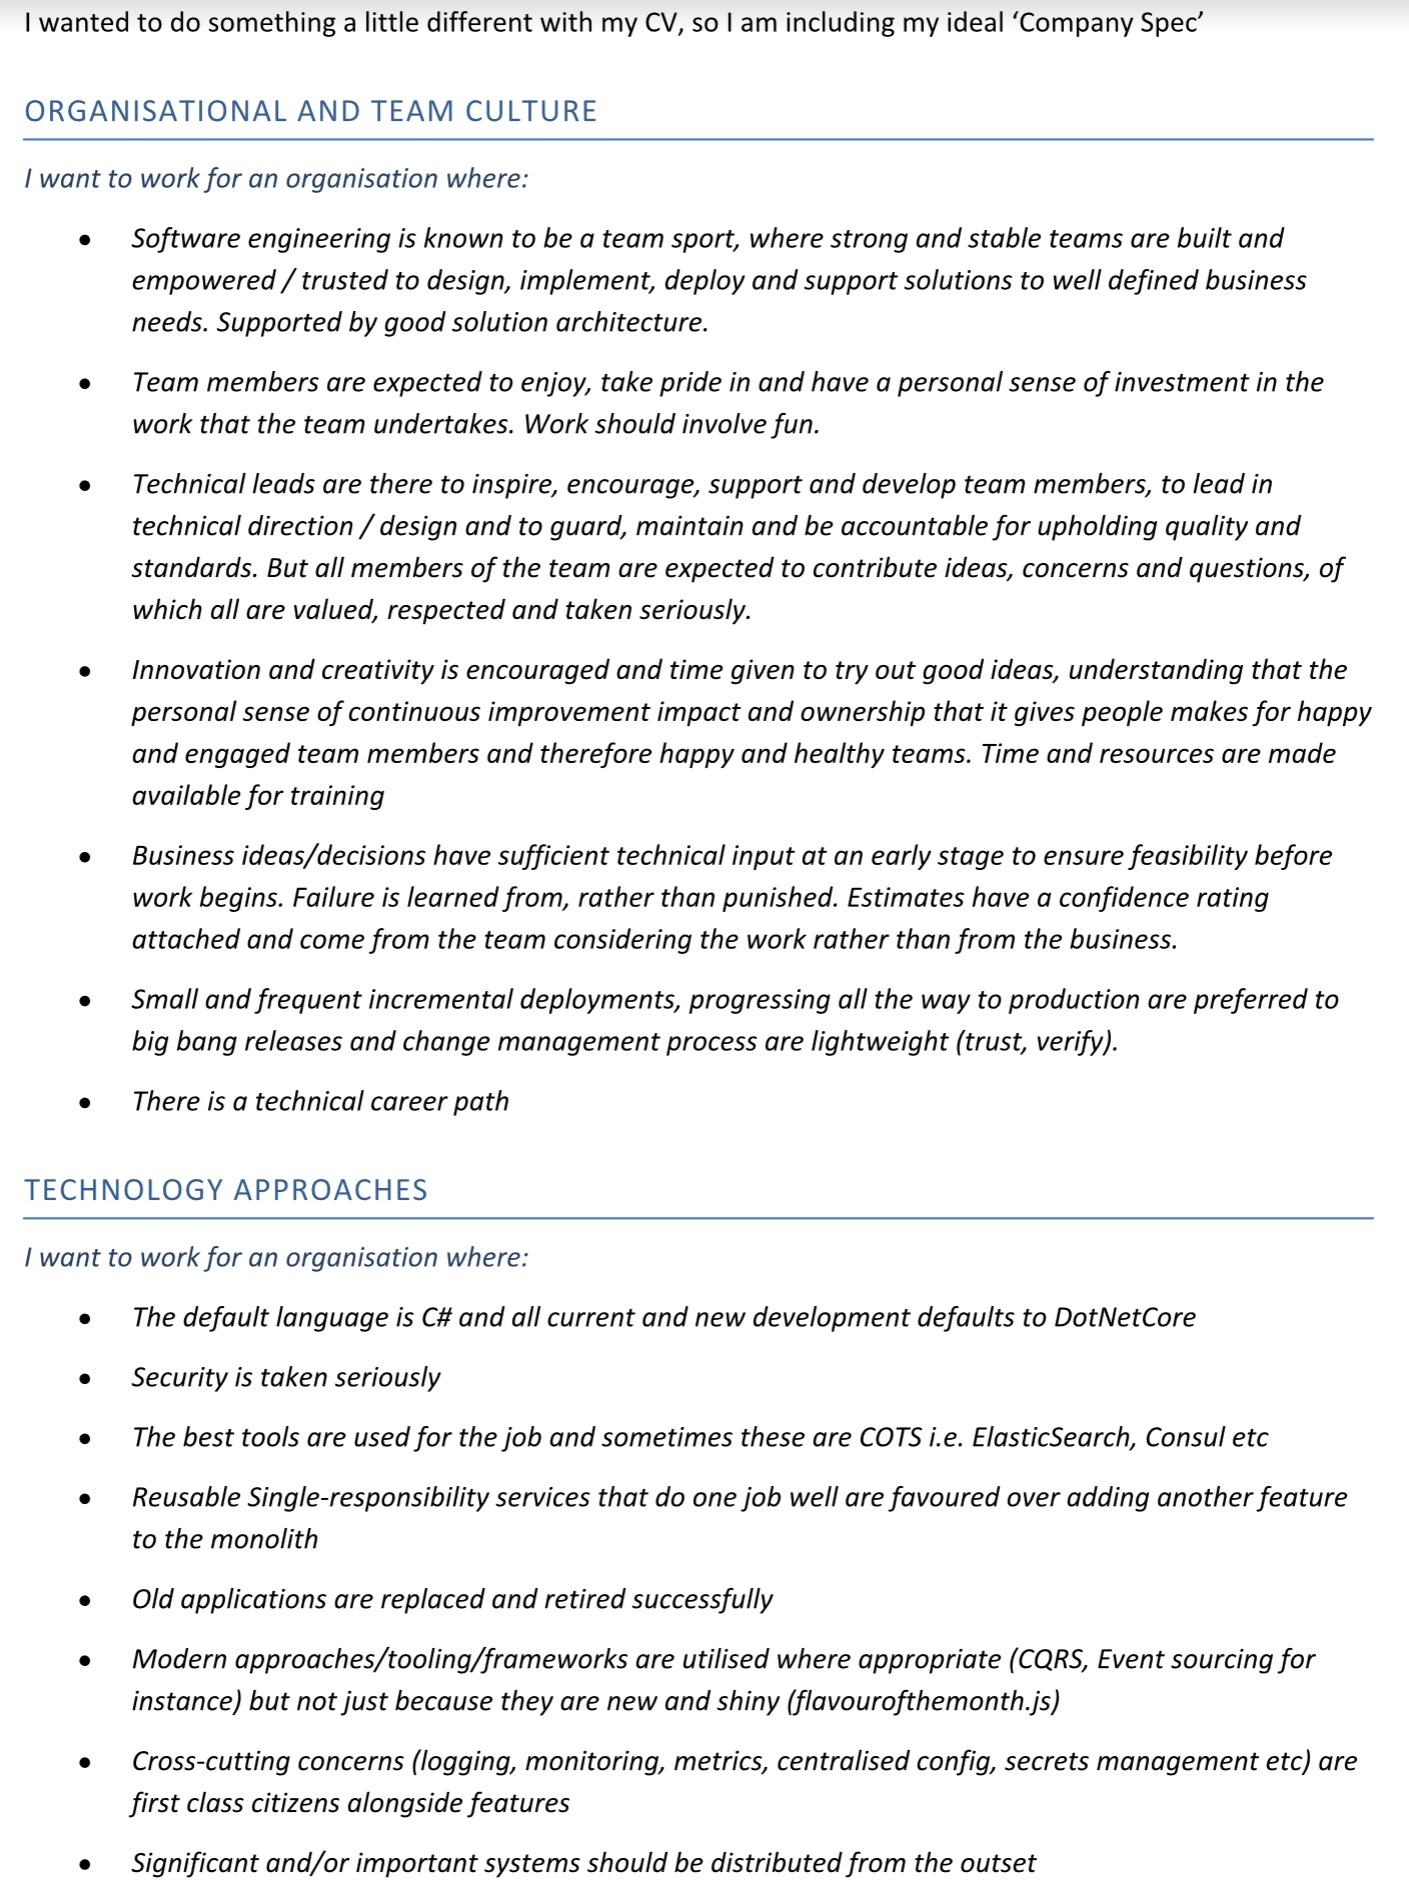 I wanted to do something a little different with my CV, so I am including my ideal ‘Company Spec’
ORGANISATIONAL AND TEAM CULTURE
I want to work for an organisation where:
• Software engineering is known to be a team sport, where strong and stable teams are built and
empowered / trusted to design, implement, deploy and support solutions to well defined business
needs. Supported by good solution architecture.
• Team members are expected to enjoy, take pride in and have a personal sense of investment in the
work that the team undertakes. Work should involve fun.
• Technical leads are there to inspire, encourage, support and develop team members, to lead in
technical direction / design and to guard, maintain and be accountable for upholding quality and
standards. But all members of the team are expected to contribute ideas, concerns and questions, of
which all are valued, respected and taken seriously.
• Innovation and creativity is encouraged and time given to try out good ideas, understanding that the
personal sense of continuous improvement impact and ownership that it gives people makes for happy
and engaged team members and therefore happy and healthy teams. Time and resources are made
available for training
• Business ideas/decisions have sufficient technical input at an early stage to ensure feasibility before
work begins. Failure is learned from, rather than punished. Estimates have a confidence rating
attached and come from the team considering the work rather than from the business.
• Small and frequent incremental deployments, progressing all the way to production are preferred to
big bang releases and change management process are lightweight (trust, verify).
• There is a technical career path
TECHNOLOGY APPROACHES
I want to work for an organisation where:
• The default language is C# and all current and new development defaults to DotNetCore
• Security is taken seriously
• The best tools are used for the job and sometimes these are COTS i.e. ElasticSearch, Consul etc
• Reusable Single-responsibility services that do one job well are favoured over adding another feature
to the monolith
• Old applications are replaced and retired successfully
• Modern approaches/tooling/frameworks are utilised where appropriate (CQRS, Event sourcing for
instance) but not just because they are new and shiny (flavourofthemonth.js)
• Cross-cutting concerns (logging, monitoring, metrics, centralised config, secrets management etc) are
first class citizens alongside features
• Significant and/or important systems should be distributed from the outset